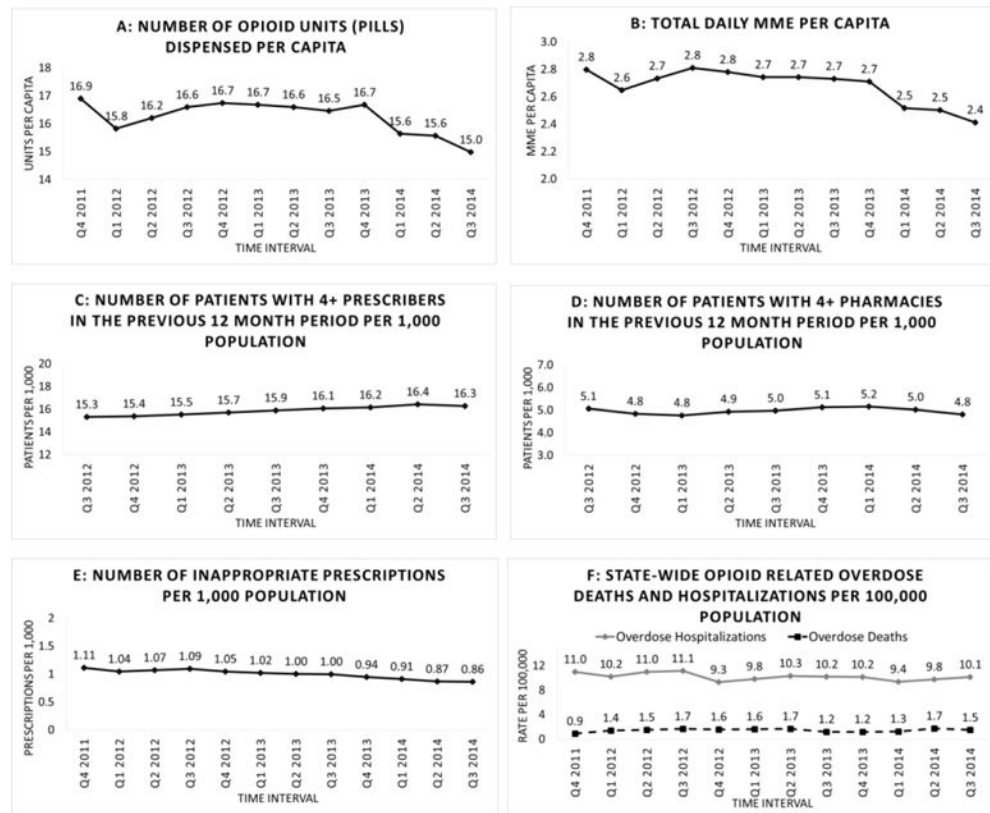 A: NUMBER OF OPIOID UNITS (PILLS)
DISPENSED PER CAPITA
UNITS PER CAPITA
18
17
16
15
14
16.9
15.8
16.2
16.6
16.7
16.7
16.6
16.5
16.7
15.6
15.6
15.0
Q4 2011
Q1 2012
Q2 2012
Q3 2012
Q4 2012
Q1 2013
Q2 2013
Q3 2013
Q4 2013
Q1 2014
Q2 2014
Q3 2014
TIME INTERVAL
B: TOTAL DAILY MME PER CAPITA
MME PER CAPITA
3.0
2.8
2.6
2.4
2.2
2.0
2.8
2.6
2.7
2.8
2.8
2.7
2.7
2.7
2.7
2.5
2.5
2.4
Q4 2011
Q1 2012
Q2 2012
Q3 2012
Q4 2012
Q1 2013
Q2 2013
Q3 2013
Q4 2013
Q1 2014
Q2 2014
Q3 2014
TIME INTERVAL
C: NUMBER OF PATIENTS WITH 4+ PRESCRIBERS
IN THE PREVIOUS 12 MONTH PERIOD PER 1,000
POPULATION
PATIENTS PER 1,000
20
18
16
14
12
15.3
15.4
15.5
15.7
15.9
16.1
16.2
16.4
16.3
Q3 2012
Q4 2012
Q1 2013
Q2 2013
Q3 2013
Q4 2013
Q1 2014
Q2 2014
Q3 2014
TIME INTERVAL
D: NUMBER OF PATIENTS WITH 4+ PHARMACIES
IN THE PREVIOUS 12 MONTH PERIOD PER 1,000
POPULATION
PATIENTS PER 1,000
7.0
6.0
5.0
4.0
3.0
5.1
4.8
4.8
4.9
5.0
5.1
5.2
5.0
4.8
Q3 2012
Q4 2012
Q1 2013
Q2 2013
Q3 2013
Q4 2013
Q1 2014
Q2 2014
Q3 2014
TIME INTERVAL
E: NUMBER OF INAPPROPRIATE PRESCRIPTIONS
PER 1,000 POPULATION
PRESCRIPTIONS PER 1,000
2
1.5
1
0.5
0
1.11
1.04
1.07
1.09
1.05
1.02
1.00
1.00
0.94
0.91
0.87
0.86
Q4 2011
Q1 2012
Q2 2012
Q3 2012
Q4 2012
Q1 2013
Q2 2013
Q3 2013
Q4 2013
Q1 2014
Q2 2014
Q3 2014
TIME INTERVAL
F: STATE-WIDE OPIOID RELATED OVERDOSE
DEATHS AND HOSPITALIZATIONS PER 100,000
POPULATION
Overdose Hospitalizations
Overdose Deaths
RATE PER 100,000
12
8
4
0
11.0
10.2
11.0
11.1
9.3
9.8
10.3
10.2
10.2
9.4
9.8
10.1
0.9
1.4
1.5
1.7
1.6
1.6
1.7
1.2
1.2
1.3
1.7
1.5
Q4 2011
Q1 2012
Q2 2012
Q3 2012
Q4 2012
Q1 2013
Q2 2013
Q3 2013
Q4 2013
Q1 2014
Q2 2014
Q3 2014
TIME INTERVAL